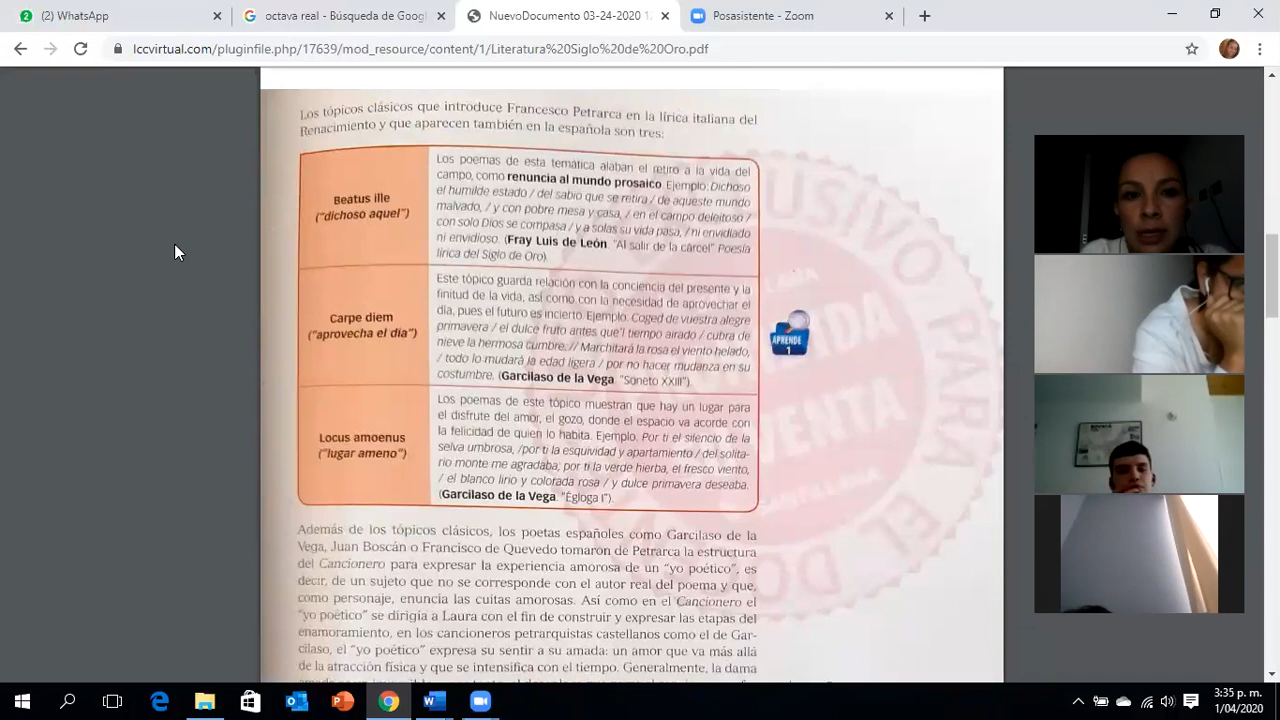 (2) WhatsApp
octava real - Búsqueda de Googl
NuevoDocumento 03-24-2020 1
Posasistente - Zoom
lccvirtual.com/pluginfile.php/17639/mod_resource/content/1/Literatura%20Siglo%20de%20Oro.pdf
Los tópicos clásicos que introduce Francesco Petrarca en la lírica italiana del
Renacimiento y que aparecen también en la española son tres:
Beatus ille
("dichoso aquel")
Los poemas de esta temática alaban el retiro a la vida del
campo, como renuncia al mundo prosaico. Ejemplo: Dichoso
el humilde estado / del sabio que se retira / de aqueste mundo
malvado, / y con pobre mesa y casa, / en el campo deleitoso /
con solo Dios se compasa / y a solas su vida pasa, / ni envidiado
ni envidioso. (Fray Luis de León. "Al salir de la cárcel" Poesía
lírica del Siglo de Oro).
Carpe diem
("aprovecha el día")
Este tópico guarda relación con la conciencia del presente y la
finitud de la vida, así como con la necesidad de aprovechar el
día, pues el futuro es incierto. Ejemplo: Coged de vuestra alegre
primavera / el dulce fruto antes que'l tiempo airado / cubra de
nieve la hermosa cumbre. // Marchitará la rosa el viento helado,
/ todo lo mudará la edad ligera / por no hacer mudanza en su
costumbre. (Garcilaso de la Vega. "Soneto XXIII").
Locus amoenus
("lugar ameno")
Los poemas de este tópico muestran que hay un lugar para
el disfrute del amor, el gozo, donde el espacio va acorde con
la felicidad de quien lo habita. Ejemplo. Por ti el silencio de la
selva umbrosa, /por ti la esquividad y apartamiento / del solita-
rio monte me agradaba; por ti la verde hierba, el fresco viento,
/ el blanco lirio y colorada rosa / y dulce primavera deseaba.
(Garcilaso de la Vega. "Égloga I").
APRENDE
1
Además de los tópicos clásicos, los poetas españoles como Garcilaso de la
Vega, Juan Boscán o Francisco de Quevedo tomaron de Petrarca la estructura
del Cancionero para expresar la experiencia amorosa de un "yo poético", es
decir, de un sujeto que no se corresponde con el autor real del poema y que,
como personaje, enuncia las cuitas amorosas. Así como en el Cancionero el
"yo poético" se dirigía a Laura con el fin de construir y expresar las etapas del
enamoramiento, en los cancioneros petrarquistas castellanos como el de Gar-
cilaso, el "yo poético" expresa su sentir a su amada: un amor que va más allá
de la atracción física y que se intensifica con el tiempo. Generalmente, la dama
3:35 p. m.
1/04/2020